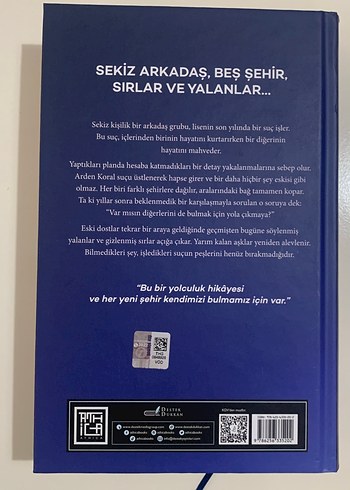 SEKİZ ARKADAŞ, BEŞ ŞEHİR,
SIRLAR VE YALANLAR...
Sekiz kişilik bir arkadaş grubu, lisenin son yılında bir suç işler.
Bu suç, içlerinden birinin hayatını kurtarırken bir diğerinin
hayatını mahveder.
Yaptıkları planda hesaba katmadıkları bir detay yakalanmalarına sebep olur.
Arden Koral suçu üstlenerek hapse girer ve bir daha hiçbir şey eskisi gibi
olmaz. Her biri farklı şehirlere dağılır, aralarındaki bağ tamamen kopar.
Ta ki yıllar sonra beklenmedik bir karşılaşmayla sorulan o soruya dek:
“Var mısın diğerlerini de bulmak için yola çıkmaya?”
Eski dostlar tekrar bir araya geldiğinde geçmişten bugüne söylenmiş
yalanlar ve gizlenmiş sırlar açığa çıkar. Yarım kalan aşklar yeniden alevlenir.
Bilmedikleri şey, işledikleri suçun peşlerini henüz bırakmadığıdır.
“Bu bir yolculuk hikâyesi
ve her yeni şehir kendimizi bulmamız için var.”
DESTEK
DÜKKAN